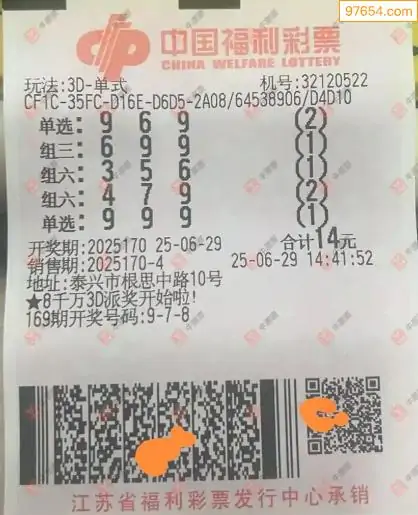 97654.com
中国福利彩票
CHINA WELFARE LOTTERY
玩法:3D-单式 机号:32120522
CF1C-35FC-D16E-D6D5-2A08/64538906/D4D10
单选: 9 6 9 (2)
组三: 6 9 9 (1)
组六: 3 5 6 (1)
组六: 4 7 9 (2)
单选: 9 9 9 (1)
开奖期:2025170 25-06-29 合计14元
销售期:2025170-4 25-06-29 14:41:52
地址:泰兴市根思中路10号
★8千万3D派奖开始啦!
169期开奖号码:9-7-8
江苏省福利彩票发行中心承销